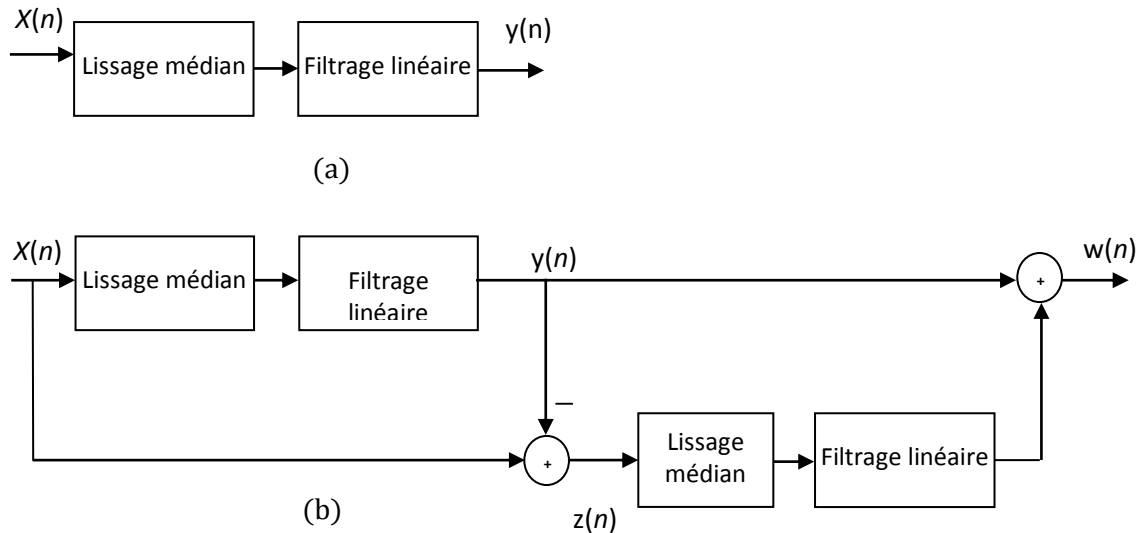 X(n)
y(n)
Lissage médian
Filtrage linéaire
(a)
X(n)
y(n)
w(n)
Lissage médian
Filtrage
linéaire
+
—
+
Lissage
médian
Filtrage linéaire
z(n)
(b)